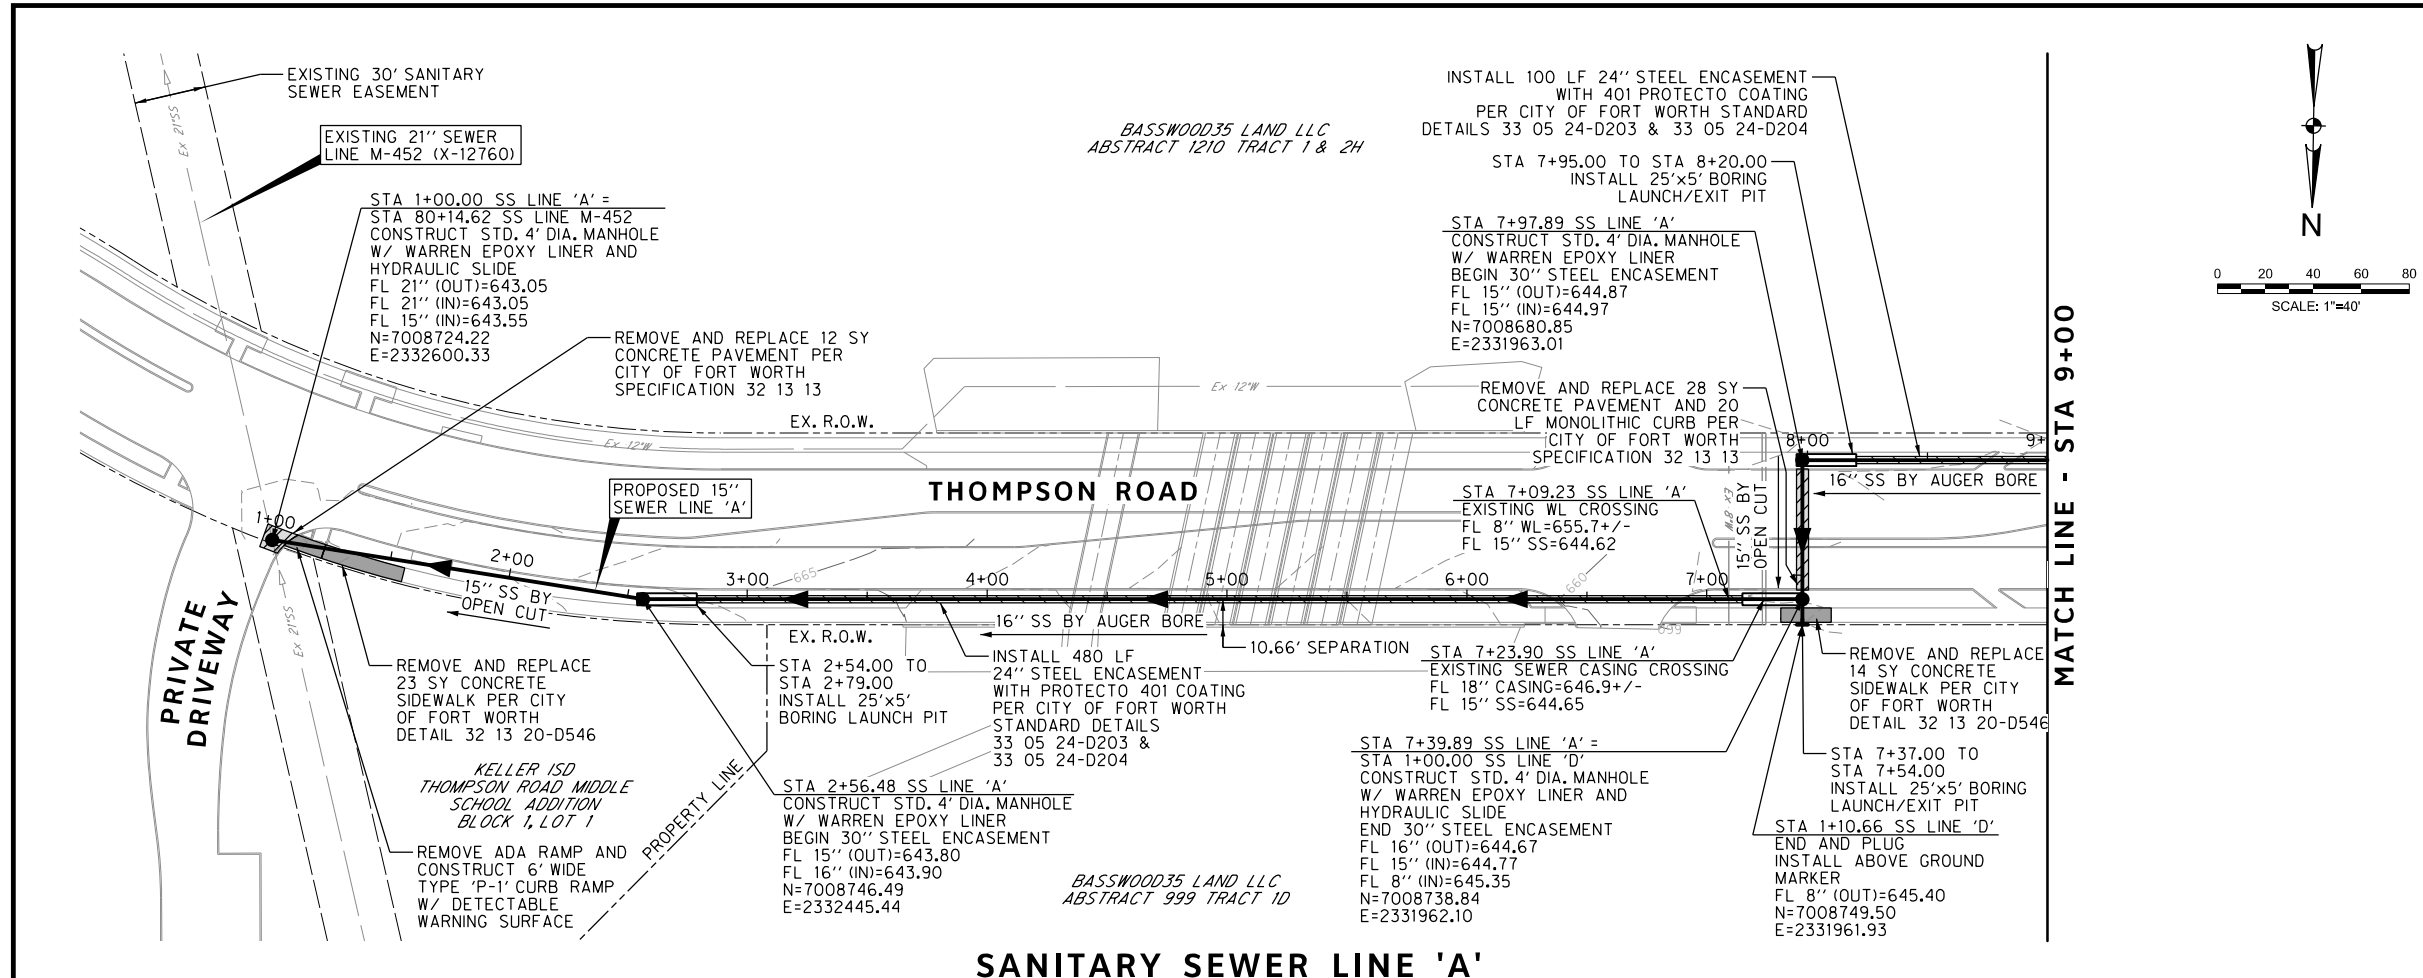 EXISTING 30' SANITARY
SEWER EASEMENT
Ex 21"SS
EXISTING 21'' SEWER
LINE M-452 (X-12760)
STA 1+00.00 SS LINE 'A' =
STA 80+14.62 SS LINE M-452
CONSTRUCT STD. 4' DIA. MANHOLE
W/ WARREN EPOXY LINER AND
HYDRAULIC SLIDE
FL 21'' (OUT)=643.05
FL 21'' (IN)=643.05
FL 15'' (IN)=643.55
N=7008724.22
E=2332600.33
REMOVE AND REPLACE 12 SY
CONCRETE PAVEMENT PER
CITY OF FORT WORTH
SPECIFICATION 32 13 13
BASSWOOD35 LAND LLC
ABSTRACT 1210 TRACT 1 & 2H
INSTALL 100 LF 24'' STEEL ENCASEMENT
WITH 401 PROTECTO COATING
PER CITY OF FORT WORTH STANDARD
DETAILS 33 05 24-D203 & 33 05 24-D204
STA 7+95.00 TO STA 8+20.00
INSTALL 25'x5' BORING
LAUNCH/EXIT PIT
STA 7+97.89 SS LINE 'A'
CONSTRUCT STD. 4' DIA. MANHOLE
W/ WARREN EPOXY LINER
BEGIN 30'' STEEL ENCASEMENT
FL 15'' (OUT)=644.87
FL 15'' (IN)=644.97
N=7008680.85
E=2331963.01
REMOVE AND REPLACE 28 SY
CONCRETE PAVEMENT AND 20
LF MONOLITHIC CURB PER
CITY OF FORT WORTH
SPECIFICATION 32 13 13
N
0 20 40 60 80
SCALE: 1"=40'
MATCH LINE - STA 9+00
Ex 12"W
EX. R.O.W.
Ex 12"W
8+00
9+
16'' SS BY AUGER BORE
15'' SS BY
OPEN CUT
Ex 8"W
THOMPSON ROAD
PROPOSED 15''
SEWER LINE 'A'
STA 7+09.23 SS LINE 'A'
EXISTING WL CROSSING
FL 8'' WL=655.7+/-
FL 15'' SS=644.62
1+00
2+00
3+00
665
4+00
5+00
6+00
660
7+00
15'' SS BY
OPEN CUT
16'' SS BY AUGER BORE
EX. R.O.W.
10.66' SEPARATION
660
Ex 21"SS
PRIVATE
DRIVEWAY
REMOVE AND REPLACE
23 SY CONCRETE
SIDEWALK PER CITY
OF FORT WORTH
DETAIL 32 13 20-D546
STA 2+54.00 TO
STA 2+79.00
INSTALL 25'x5'
BORING LAUNCH PIT
INSTALL 480 LF
24'' STEEL ENCASEMENT
WITH PROTECTO 401 COATING
PER CITY OF FORT WORTH
STANDARD DETAILS
33 05 24-D203 &
33 05 24-D204
STA 7+23.90 SS LINE 'A'
EXISTING SEWER CASING CROSSING
FL 18'' CASING=646.9+/-
FL 15'' SS=644.65
REMOVE AND REPLACE
14 SY CONCRETE
SIDEWALK PER CITY
OF FORT WORTH
DETAIL 32 13 20-D546
KELLER ISD
THOMPSON ROAD MIDDLE
SCHOOL ADDITION
BLOCK 1, LOT 1
PROPERTY LINE
REMOVE ADA RAMP AND
CONSTRUCT 6' WIDE
TYPE 'P-1' CURB RAMP
W/ DETECTABLE
WARNING SURFACE
STA 2+56.48 SS LINE 'A'
CONSTRUCT STD. 4' DIA. MANHOLE
W/ WARREN EPOXY LINER
BEGIN 30'' STEEL ENCASEMENT
FL 15'' (OUT)=643.80
FL 16'' (IN)=643.90
N=7008746.49
E=2332445.44
BASSWOOD35 LAND LLC
ABSTRACT 999 TRACT 1D
STA 7+39.89 SS LINE 'A' =
STA 1+00.00 SS LINE 'D'
CONSTRUCT STD. 4' DIA. MANHOLE
W/ WARREN EPOXY LINER AND
HYDRAULIC SLIDE
END 30'' STEEL ENCASEMENT
FL 16'' (OUT)=644.67
FL 15'' (IN)=644.77
FL 8'' (IN)=645.35
N=7008738.84
E=2331962.10
STA 7+37.00 TO
STA 7+54.00
INSTALL 25'x5' BORING
LAUNCH/EXIT PIT
STA 1+10.66 SS LINE 'D'
END AND PLUG
INSTALL ABOVE GROUND
MARKER
FL 8'' (OUT)=645.40
N=7008749.50
E=2331961.93
SANITARY SEWER LINE 'A'